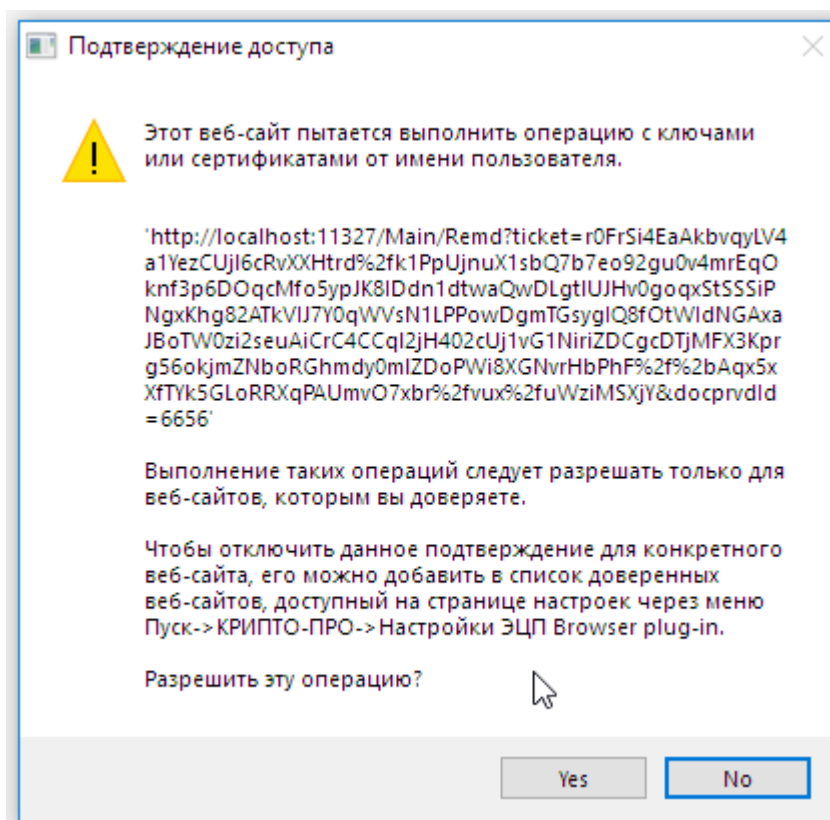 Подтверждение доступа
Этот веб-сайт пытается выполнить операцию с ключами
или сертификатами от имени пользователя.
'http://localhost:11327/Main/Remd?ticket=r0FrSi4EaAkbvqyLV4
a1YezCUjI6cRvXXHtrd%2fk1PpUjnuX1sbQ7b7eo92gu0v4mrEqO
knf3p6DOqcMfo5ypJK8IDdn1dtwaQwDLgtIUJHv0goqxStSSSiP
NgxKhg82ATkVIJ7Y0qWVsN1LPPowDgmTGsygIQ8fOtWIdNGAxa
JBoTW0zi2seuAiCrC4CCqI2jH402cUj1vG1NiriZDCgcDTjMFX3Kpr
g56okjmZNboRGhmdy0mIZDoPWi8XGNvrHbPhF%2f%2bAqx5x
XfTYk5GLoRRXqPAUmvO7xbr%2fvux%2fuWziMSXjY&docprvdId
=6656'
Выполнение таких операций следует разрешать только для
веб-сайтов, которым вы доверяете.
Чтобы отключить данное подтверждение для конкретного
веб-сайта, его можно добавить в список доверенных
веб-сайтов, доступный на странице настроек через меню
Пуск->КРИПТО-ПРО->Настройки ЭЦП Browser plug-in.
Разрешить эту операцию?
Yes
No